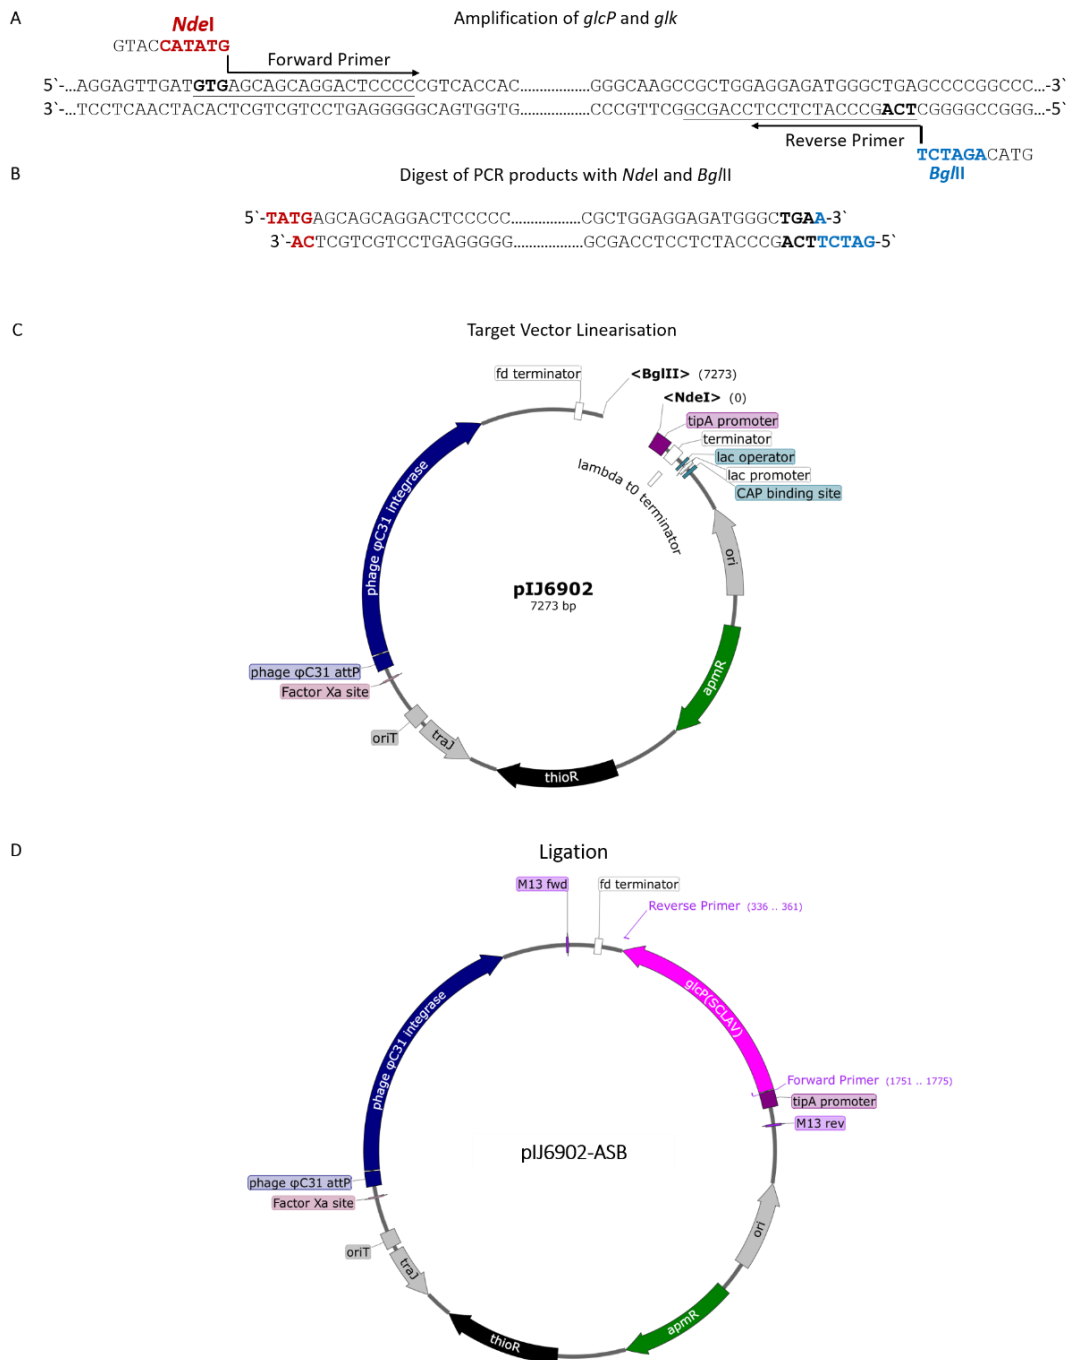 A
Amplification of glcP and glk
NdeI
GTACCATATG
Forward Primer
5`-...AGGAGTTGATGTGAGCAGCAGGACTCCCCCGTCACCAC.................GGGCAAGCCGCTGGAGGAGATGGGCTGAGCCCCGGCCC...-3`
3`-...TCCTCAACTACACTCGTCGTCCTGAGGGGGCAGTGGTG.................CCCGTTCGGCGACCTCCTCTACCCGACTCGGGGCCGGG...-5`
Reverse Primer
TCTAGACATG
BglII
B
Digest of PCR products with NdeI and BglII
5`-TATGAGCAGCAGGACTCCCCC.................CGCTGGAGGAGATGGGCTGAA-3`
3`-ACTCGTCGTCCTGAGGGGG.................GCGACCTCCTCTACCCGACTTCTAG-5`
C
Target Vector Linearisation
fd terminator
<BglII> (7273)
<NdeI> (0)
tipA promoter
terminator
lac operator
lac promoter
CAP binding site
lambda t0 terminator
phage φC31 integrase
ori
pIJ6902
7273 bp
apmR
phage φC31 attP
Factor Xa site
oriT
traJ
thioR
D
Ligation
M13 fwd
fd terminator
Reverse Primer (336 .. 361)
glcP(SCLAV)
phage φC31 integrase
Forward Primer (1751 .. 1775)
tipA promoter
M13 rev
pIJ6902-ASB
phage φC31 attP
Factor Xa site
ori
oriT
traJ
apmR
thioR